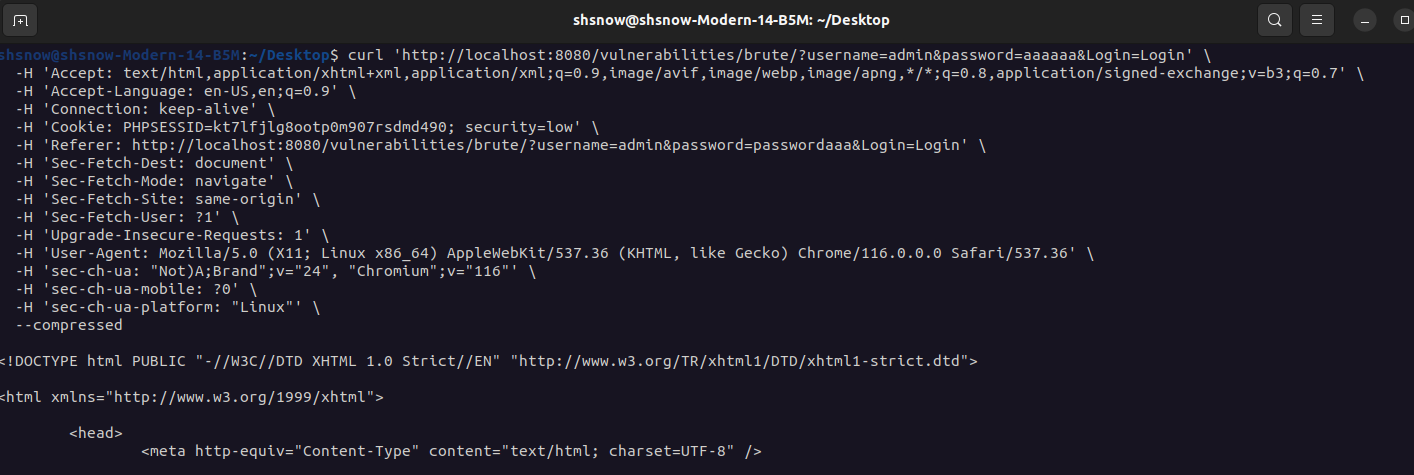 shsnow@shsnow-Modern-14-B5M: ~/Desktop
shsnow@shsnow-Modern-14-B5M:~/Desktop$ curl 'http://localhost:8080/vulnerabilities/brute/?username=admin&password=aaaaaa&Login=Login' \
-H 'Accept: text/html,application/xhtml+xml,application/xml;q=0.9,image/avif,image/webp,image/apng,*/*;q=0.8,application/signed-exchange;v=b3;q=0.7' \
-H 'Accept-Language: en-US,en;q=0.9' \
-H 'Connection: keep-alive' \
-H 'Cookie: PHPSESSID=kt7lfjlg8ootp0m907rsdmd490; security=low' \
-H 'Referer: http://localhost:8080/vulnerabilities/brute/?username=admin&password=passwordaaa&Login=Login' \
-H 'Sec-Fetch-Dest: document' \
-H 'Sec-Fetch-Mode: navigate' \
-H 'Sec-Fetch-Site: same-origin' \
-H 'Sec-Fetch-User: ?1' \
-H 'Upgrade-Insecure-Requests: 1' \
-H 'User-Agent: Mozilla/5.0 (X11; Linux x86_64) AppleWebKit/537.36 (KHTML, like Gecko) Chrome/116.0.0.0 Safari/537.36' \
-H 'sec-ch-ua: "Not)A;Brand";v="24", "Chromium";v="116"' \
-H 'sec-ch-ua-mobile: ?0' \
-H 'sec-ch-ua-platform: "Linux"' \
--compressed
<!DOCTYPE html PUBLIC "-//W3C//DTD XHTML 1.0 Strict//EN" "http://www.w3.org/TR/xhtml1/DTD/xhtml1-strict.dtd">
<html xmlns="http://www.w3.org/1999/xhtml">
<head>
<meta http-equiv="Content-Type" content="text/html; charset=UTF-8" />